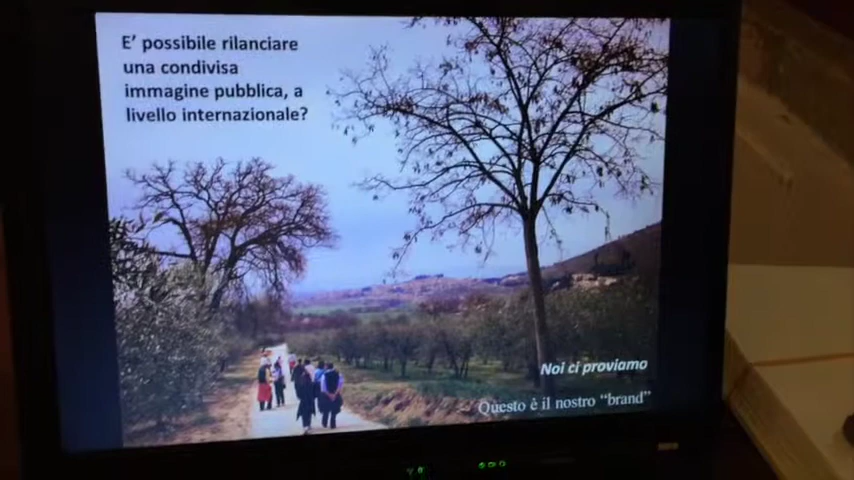 E’ possibile rilanciare
una condivisa
immagine pubblica, a
livello internazionale?
Noi ci proviamo
Questo è il nostro “brand”